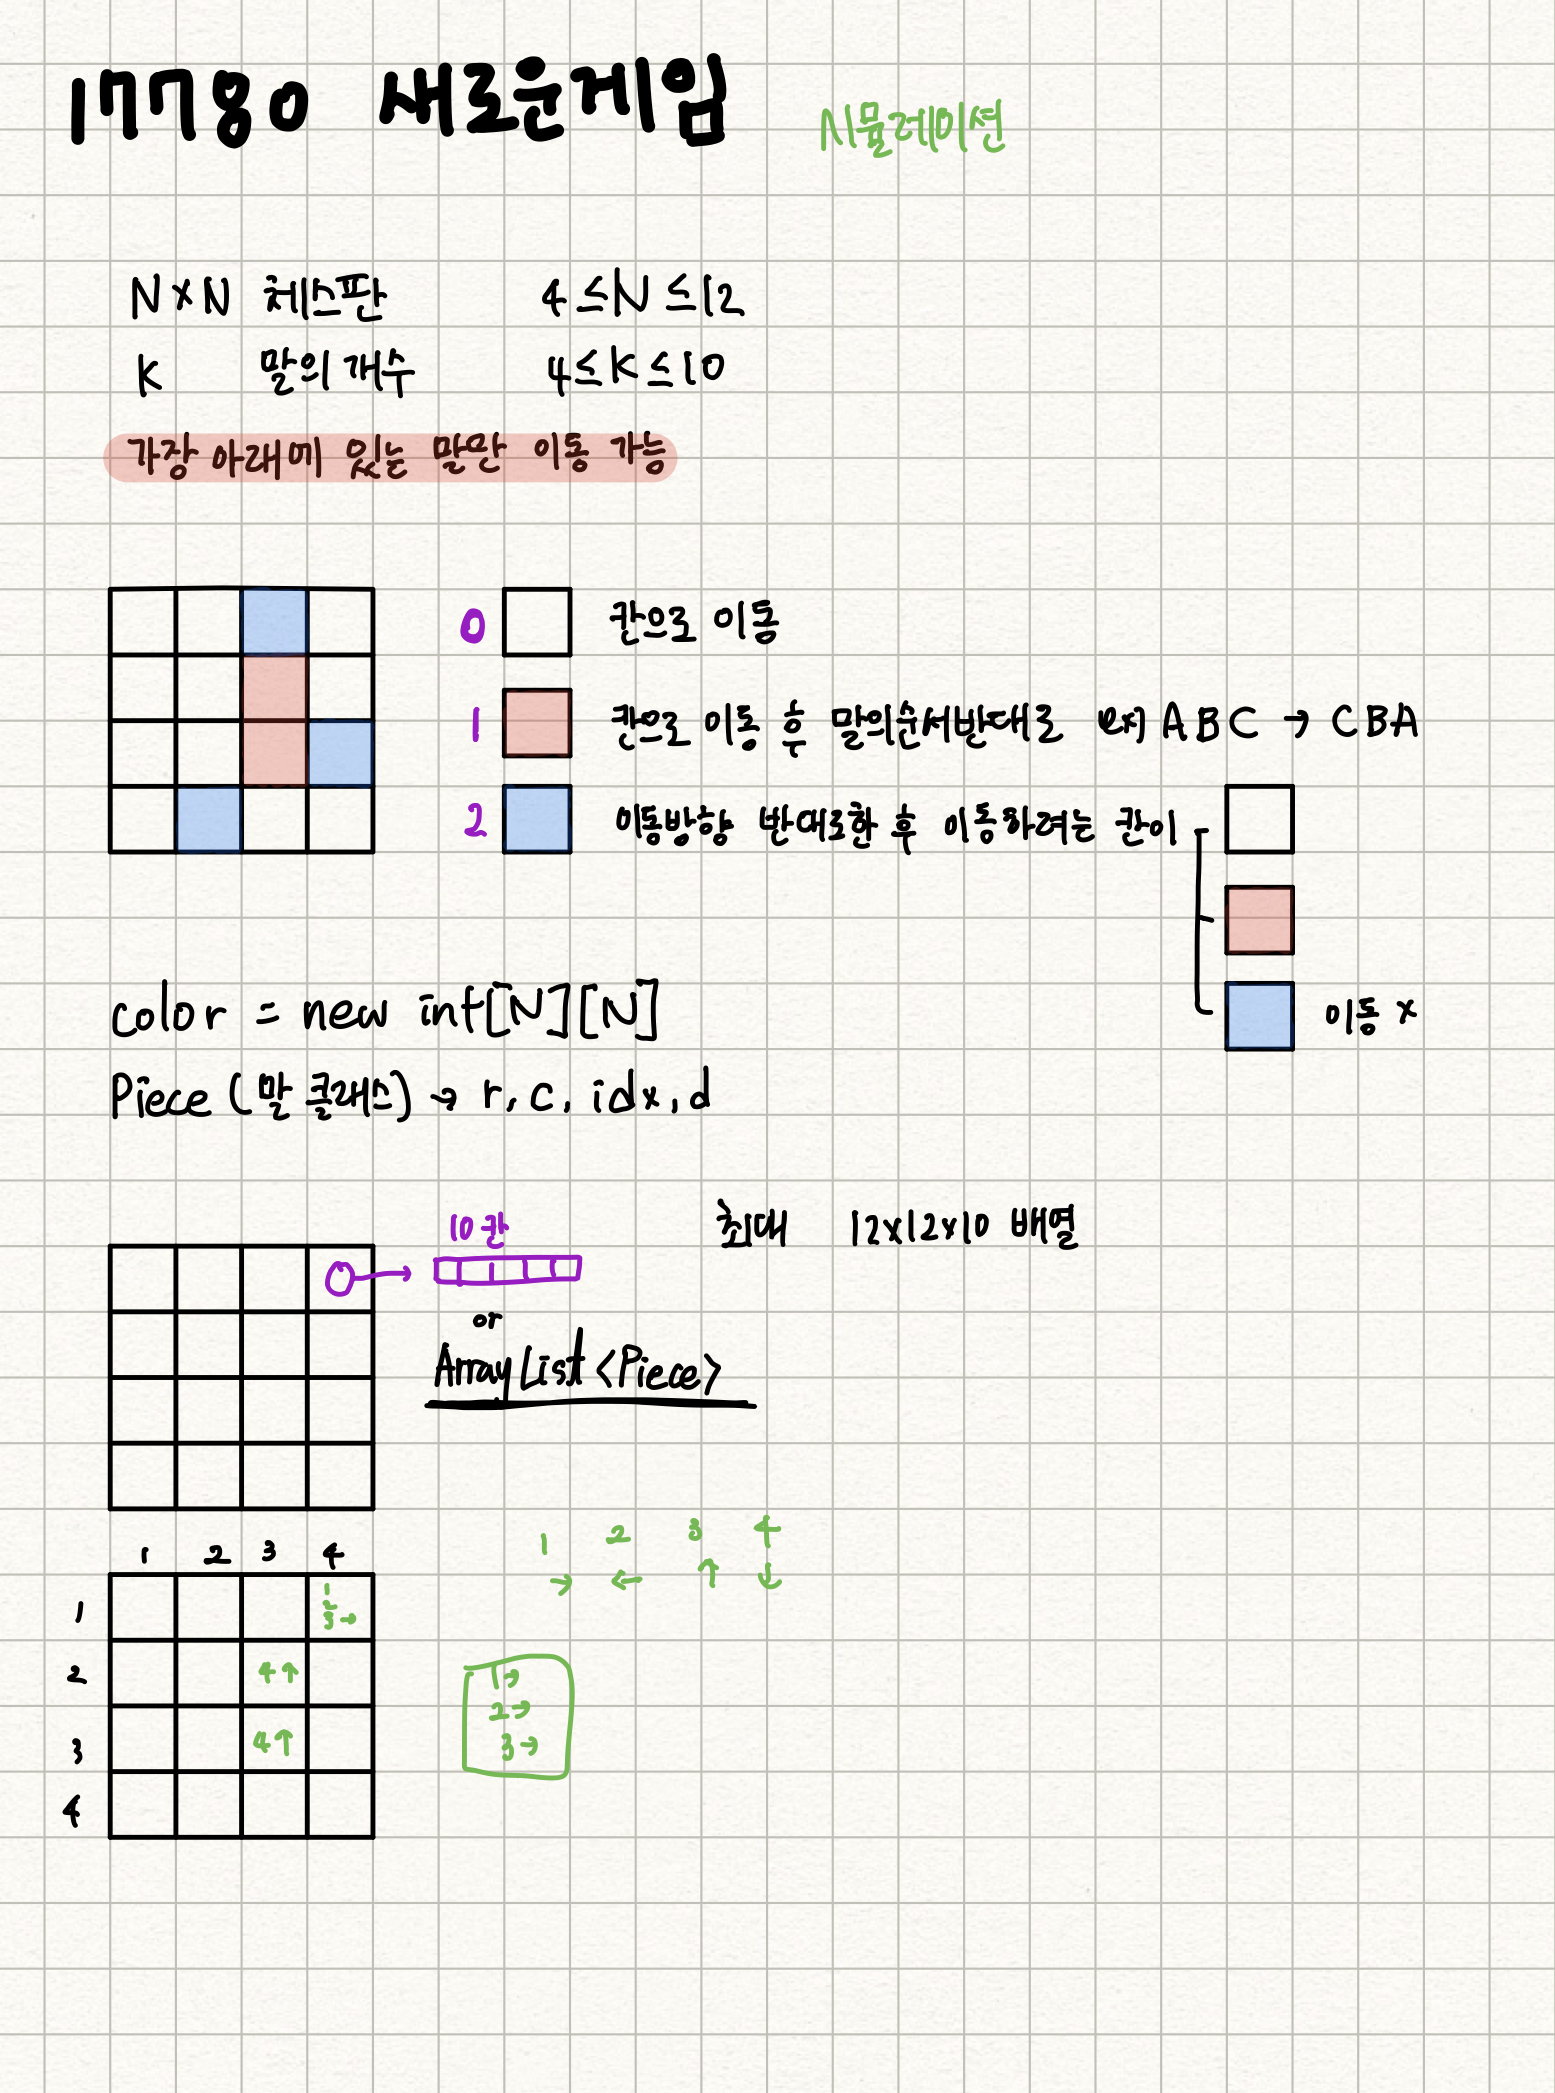 17780 새로운게임 시뮬레이션
N×N 체스판 4≤N≤12
K 말의 개수 4≤K≤10
가장 아래에 있는 말만 이동 가능
0 칸으로 이동
1 칸으로 이동 후 말의순서반대로 ex) ABC → CBA
2 이동방향 반대로한 후 이동하려는 칸이
이동 x
color = new int[N][N]
Piece (말 클래스) → r, c, idx, d
10칸 최대 12x12x10 배열
or
ArrayList<Piece>
1 2 3 4
→ ← ↑ ↓
1 2 3 4
1
1
2
3→
2 4↑
3 4↑
4
1→
2→
3→